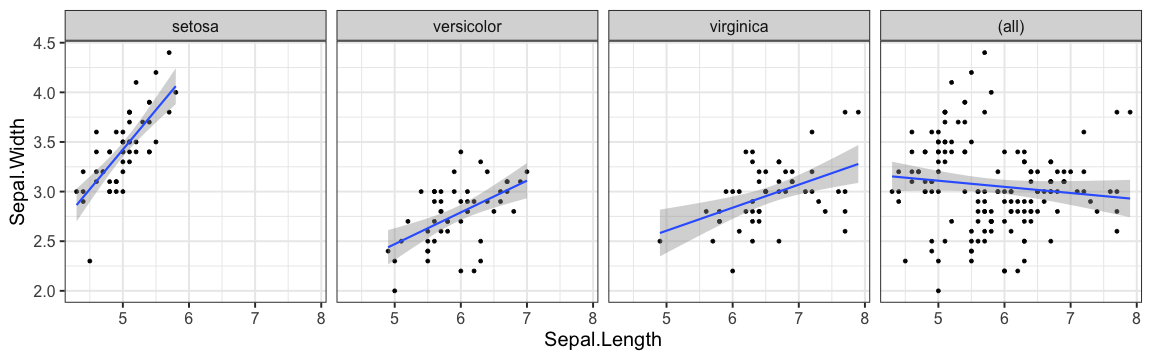 setosa versicolor virginica (all)
4.5
4.0
3.5
3.0
2.5
2.0
Sepal.Width
5 6 7 8 5 6 7 8 5 6 7 8 5 6 7 8
Sepal.Length